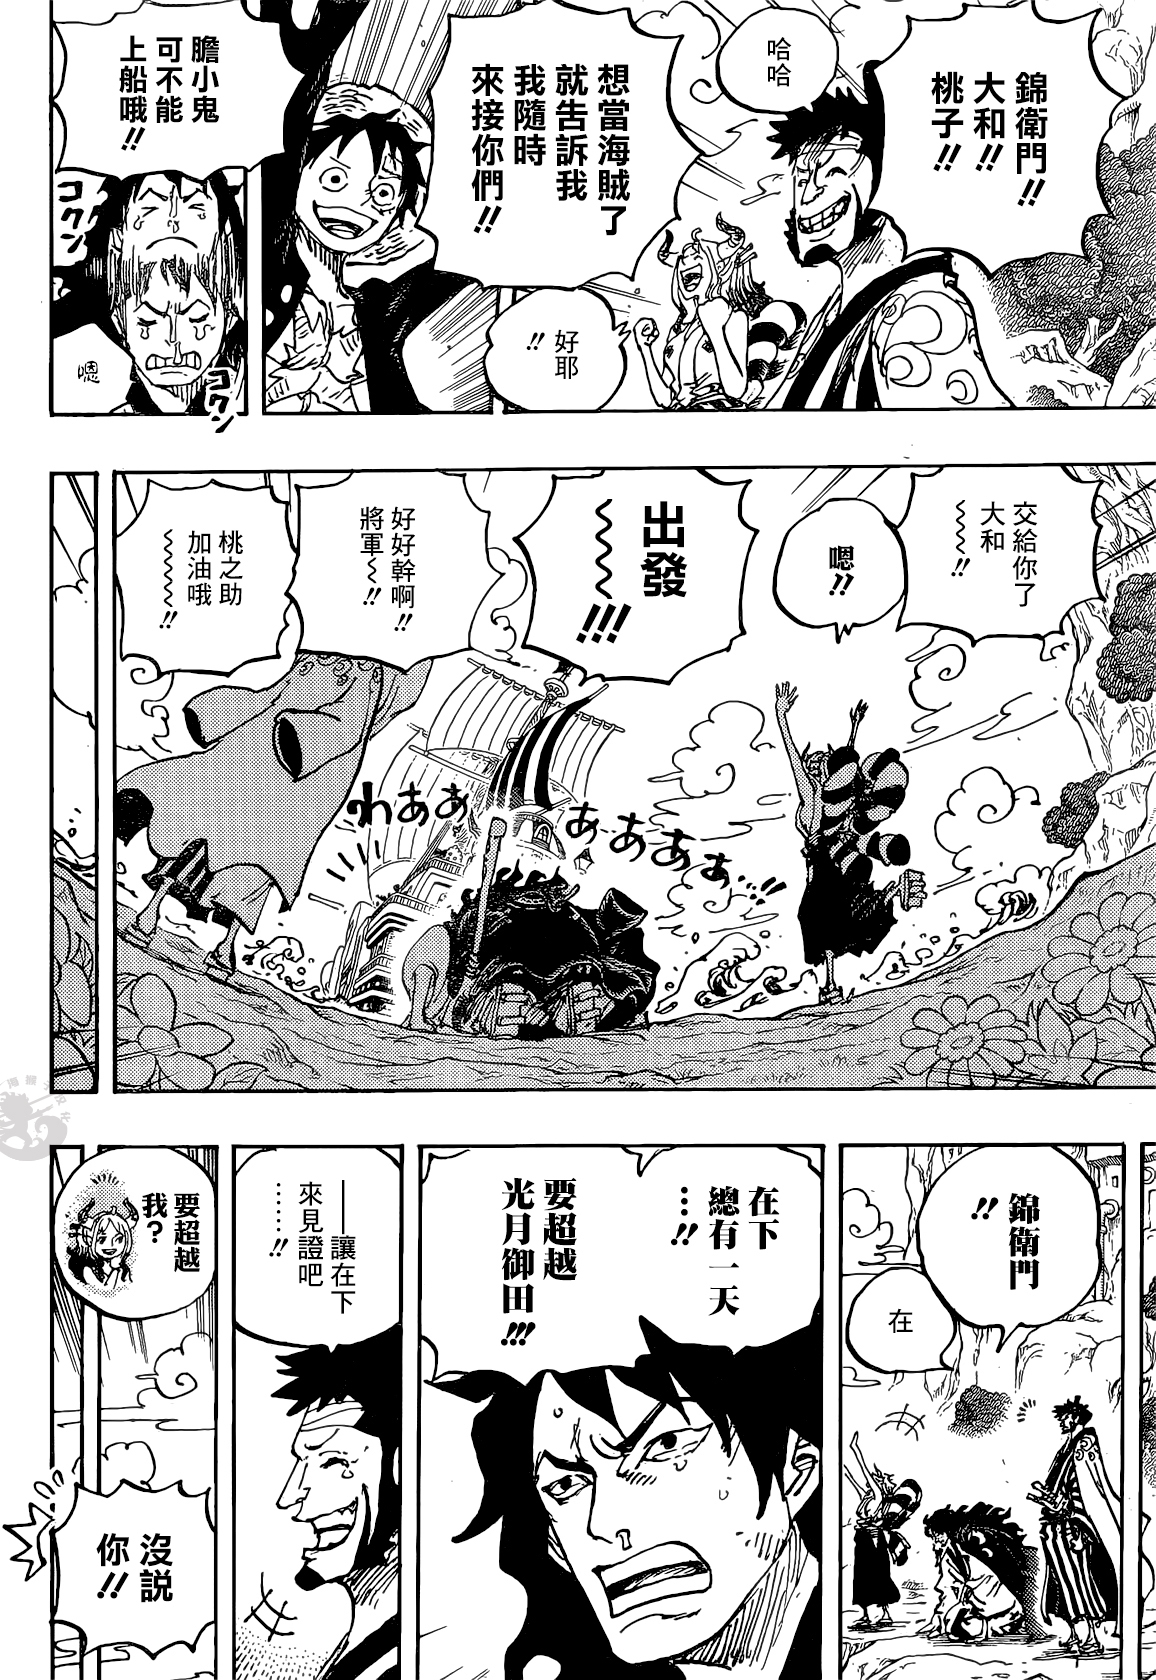 錦衛門!!
大和!!
桃子!!
哈
哈
想當海賊了
就告訴我
我隨時
來接你們!!
好耶
!!
膽小鬼
可不能
上船哦!!
コクン
嗯
コクン
交給你了
大和
〜〜!!
嗯!!
出發
〜〜〜!!!
好好幹啊!!
將軍〜〜!!
桃之助
加油哦
〜〜〜!!
わあああ
ああああ…!!
錦衛門
!!
在
在下
總有一天
…!!
要超越
光月御田!!!
——讓在下
來見證吧
……!!
要超越
我?
沒説
你!!